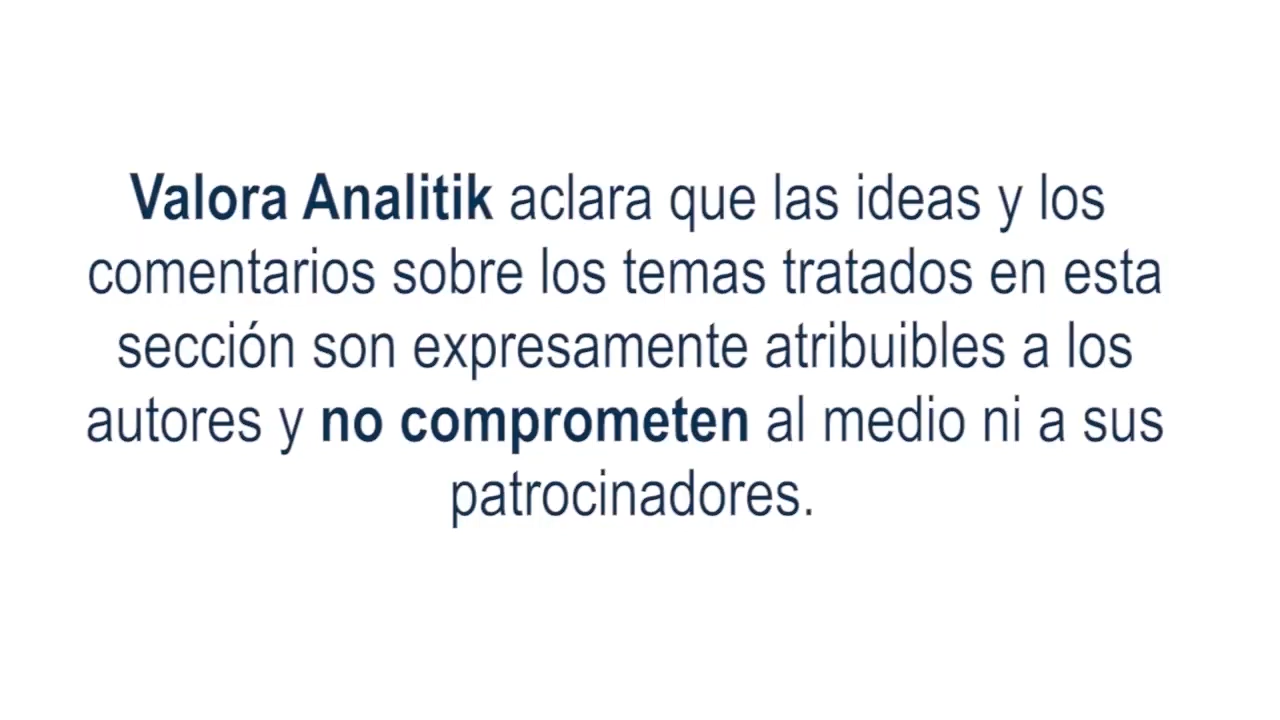 Valora Analitik aclara que las ideas y los
comentarios sobre los temas tratados en esta
sección son expresamente atribuibles a los
autores y no comprometen al medio ni a sus
patrocinadores.